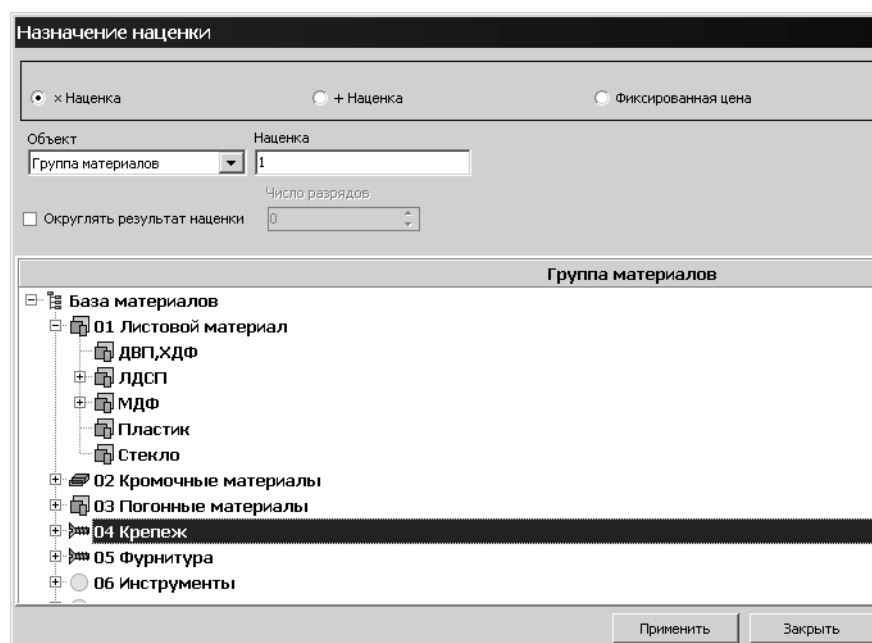 Назначение наценки
× Наценка + Наценка Фиксированная цена
Объект Наценка
Группа материалов 1
Число разрядов
Округлять результат наценки 0
Группа материалов
База материалов
01 Листовой материал
ДВП,ХДФ
ЛДСП
МДФ
Пластик
Стекло
02 Кромочные материалы
03 Погонные материалы
04 Крепеж
05 Фурнитура
06 Инструменты
Применить Закрыть